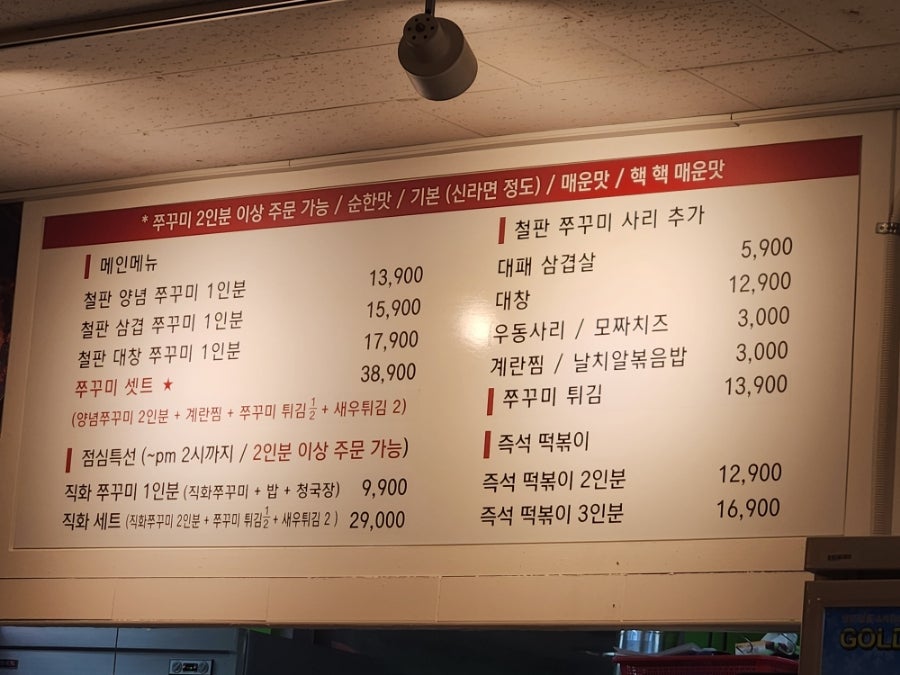 * 쭈꾸미 2인분 이상 주문 가능 / 순한맛 / 기본 (신라면 정도) / 매운맛 / 핵 핵 매운맛
메인메뉴
철판 양념 쭈꾸미 1인분 13,900
철판 삼겹 쭈꾸미 1인분 15,900
철판 대창 쭈꾸미 1인분 17,900
쭈꾸미 셋트 ★ 38,900
(양념쭈꾸미 2인분 + 계란찜 + 쭈꾸미 튀김 1/2 + 새우튀김 2)
점심특선 (~pm 2시까지 / 2인분 이상 주문 가능)
직화 쭈꾸미 1인분 (직화쭈꾸미 + 밥 + 청국장) 9,900
직화 세트 (직화쭈꾸미 2인분 + 쭈꾸미 튀김 1/2 + 새우튀김 2 ) 29,000
철판 쭈꾸미 사리 추가
대패 삼겹살 5,900
대창 12,900
우동사리 / 모짜치즈 3,000
계란찜 / 날치알볶음밥 3,000
쭈꾸미 튀김 13,900
즉석 떡볶이
즉석 떡볶이 2인분 12,900
즉석 떡볶이 3인분 16,900